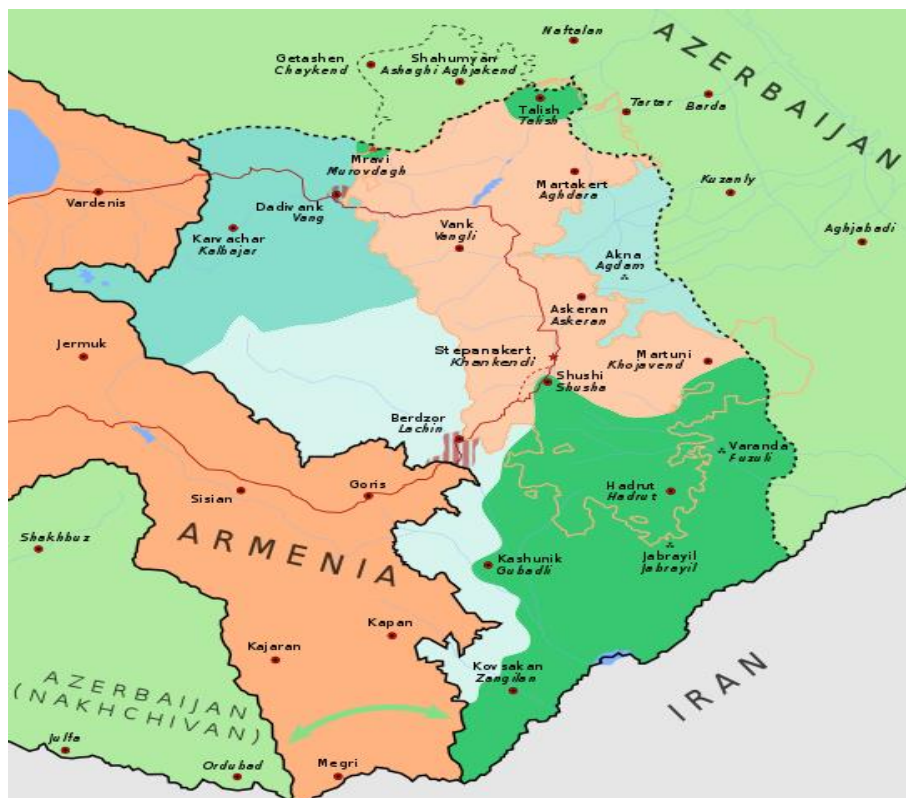 Naftalan
AZERBAIJAN
Getashen
Chaykend
Shahumyan
Ashaghi Aghjakend
Talish
Talish
Tartar
Barda
Mravi
Murovdagh
Martakert
Aghdara
Kuzanly
Vardenis
Dadivank
Vang
Karvachar
Kalbajar
Vank
Vangli
Aghjabadi
Akna
Agdam
Askeran
Askeran
Jermuk
Stepanakert
Khankendi
Martuni
Khojavend
Shushi
Shusha
Berdzor
Lachin
Varanda
Fuzuli
Goris
Sisian
Hadrut
Hadrut
ARMENIA
Shakhbuz
Kashunik
Gubadli
Jabrayil
Jabrayil
Kapan
Kajaran
Kovsakan
Zangilan
IRAN
AZERBAIJAN
(NAKHCHIVAN)
Julfa
Ordubad
Megri